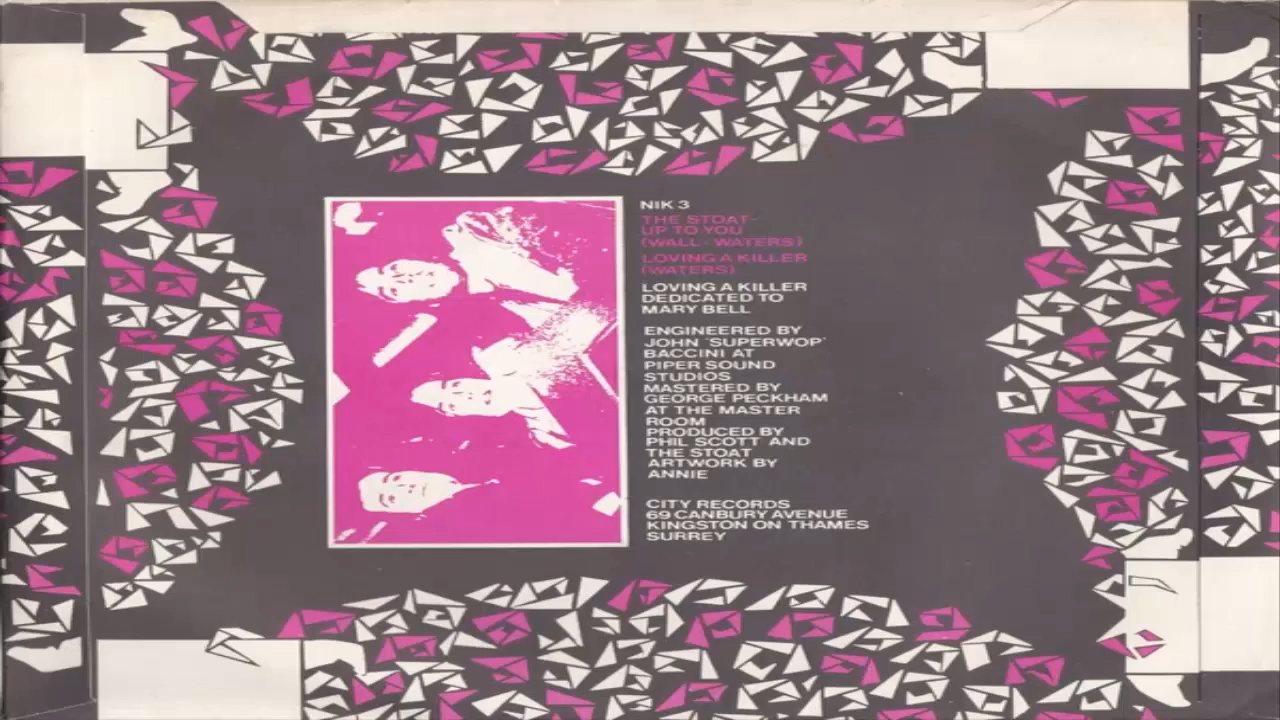 NIK 3
THE STOAT-
UP TO YOU
(WALL - WATERS)
LOVING A KILLER
(WATERS)
LOVING A KILLER
DEDICATED TO
MARY BELL
ENGINEERED BY
JOHN 'SUPERWOP'
BACCINI AT
PIPER SOUND
STUDIOS
MASTERED BY
GEORGE PECKHAM
AT THE MASTER
ROOM
PRODUCED BY
PHIL SCOTT AND
THE STOAT
ARTWORK BY
ANNIE
CITY RECORDS
69 CANBURY AVENUE
KINGSTON ON THAMES
SURREY